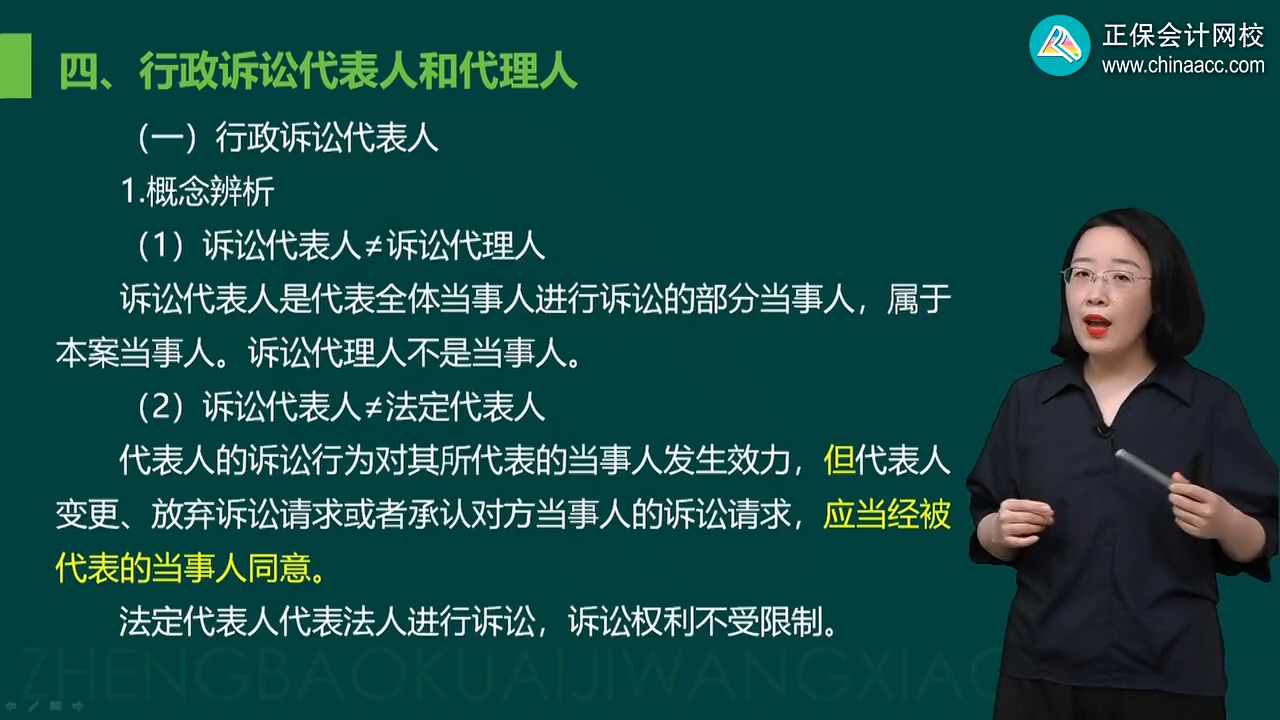 正保会计网校
www.chinaacc.com
四、行政诉讼代表人和代理人
（一）行政诉讼代表人
1.概念辨析
（1）诉讼代表人≠诉讼代理人
诉讼代表人是代表全体当事人进行诉讼的部分当事人，属于
本案当事人。诉讼代理人不是当事人。
（2）诉讼代表人≠法定代表人
代表人的诉讼行为对其所代表的当事人发生效力，但代表人
变更、放弃诉讼请求或者承认对方当事人的诉讼请求，应当经被
代表的当事人同意。
法定代表人代表法人进行诉讼，诉讼权利不受限制。
ZHENGBAOKUAIJIWANGXIAO